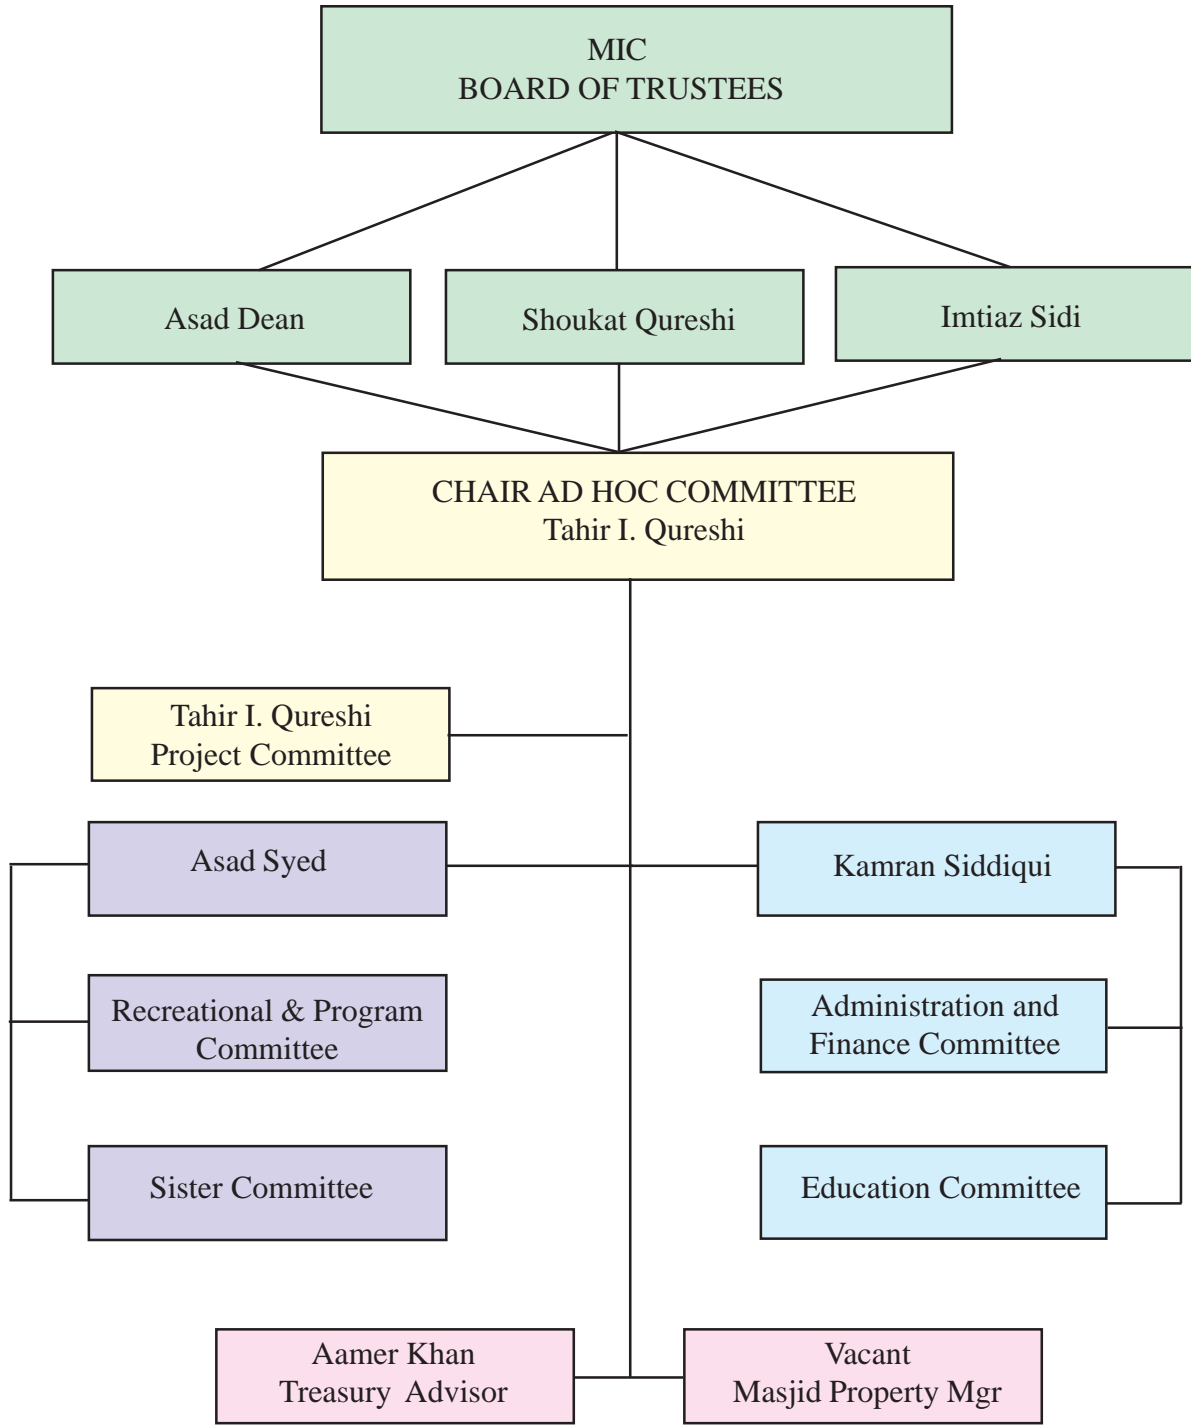 MIC
BOARD OF TRUSTEES
Asad Dean
Shoukat Qureshi
Imtiaz Sidi
CHAIR AD HOC COMMITTEE
Tahir I. Qureshi
Tahir I. Qureshi
Project Committee
Asad Syed
Kamran Siddiqui
Recreational & Program
Committee
Administration and
Finance Committee
Sister Committee
Education Committee
Aamer Khan
Treasury Advisor
Vacant
Masjid Property Mgr